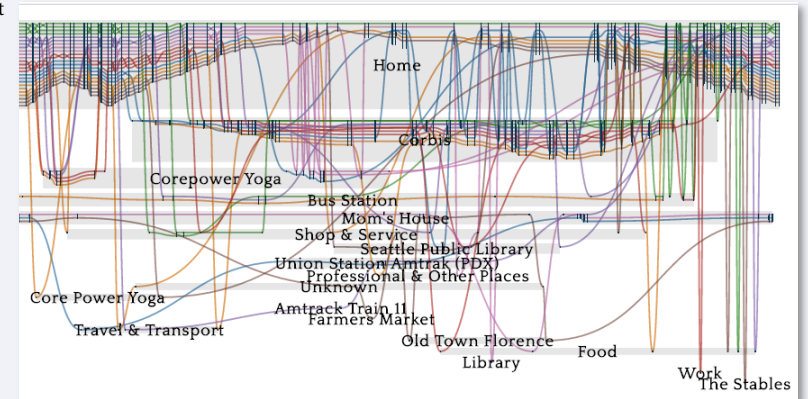 t
Home
Corbis
Corepower Yoga
Bus Station
Mom's House
Shop & Service
Seattle Public Library
Union Station Amtrak (PDX)
Professional & Other Places
Unknown
Core Power Yoga
Amtrack Train 11
Farmers Market
Travel & Transport
Old Town Florence
Food
Library
Work
The Stables